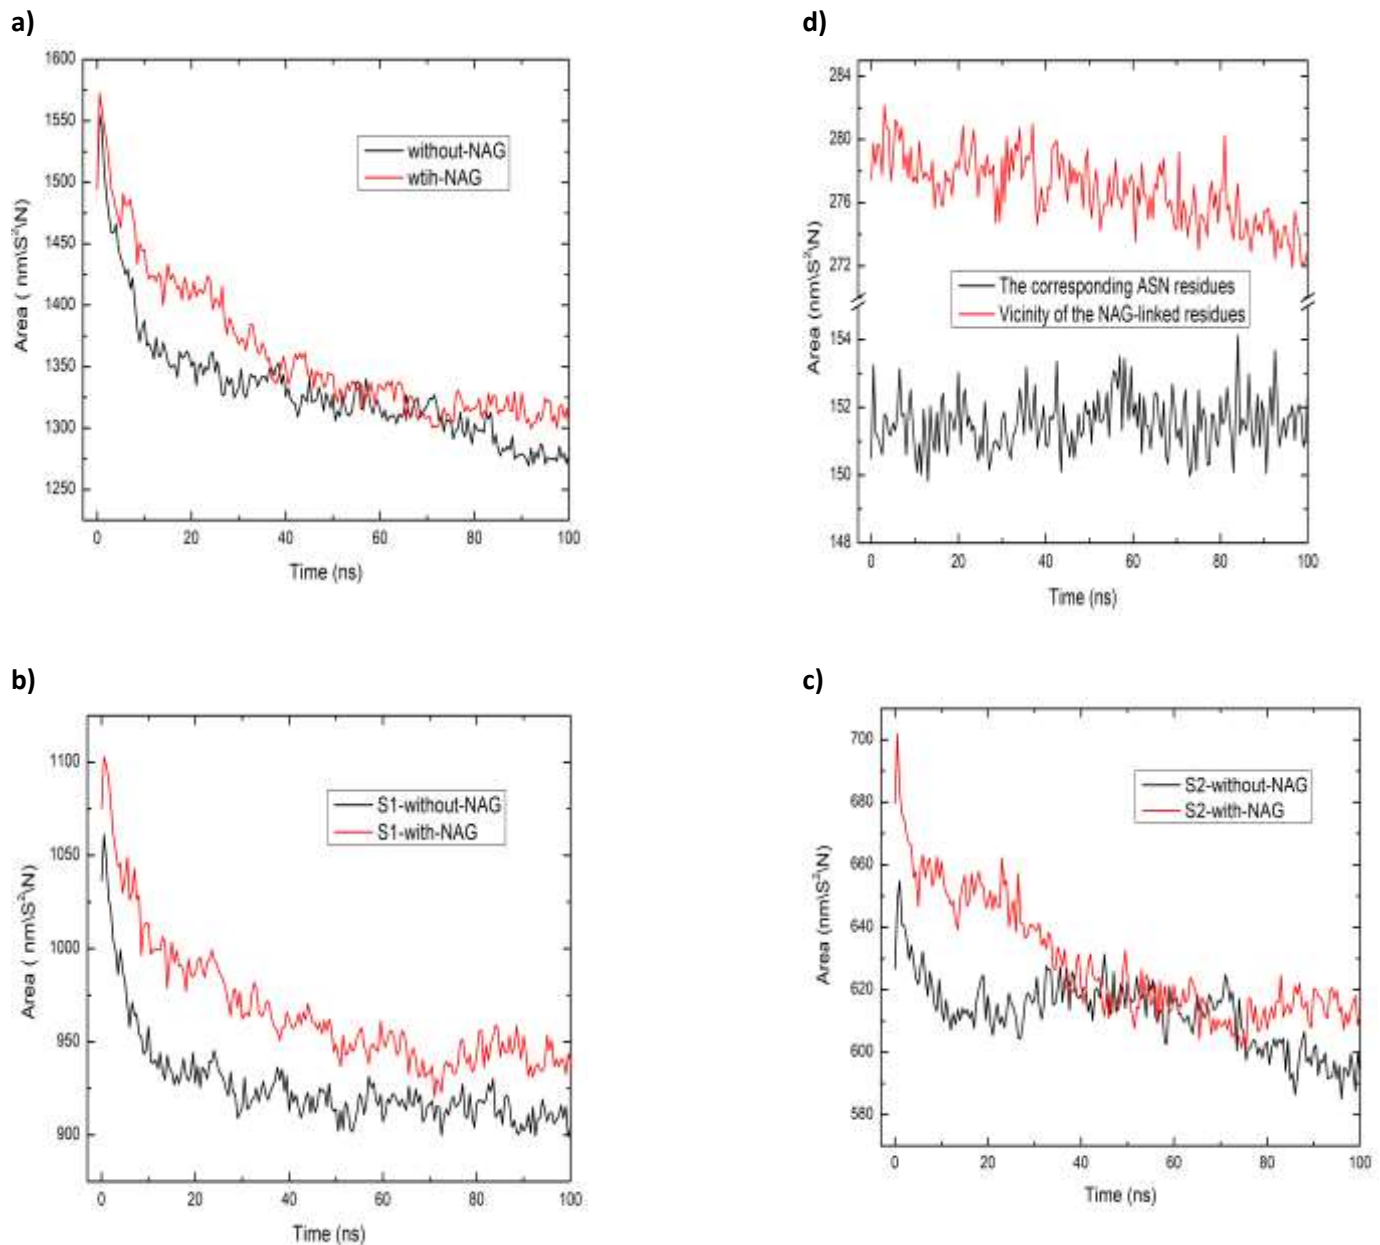 a)
1600
1550
1500
1450
1400
1350
1300
1250
Area ( nm\S²\N)
without-NAG
wtih-NAG
0 20 40 60 80 100
Time (ns)
d)
284
280
276
272
154
152
150
148
Area (nm\S²\N)
The corresponding ASN residues
Vicinity of the NAG-linked residues
0 20 40 60 80 100
Time (ns)
b)
1100
1050
1000
950
900
Area ( nm\S²\N)
S1-without-NAG
S1-with-NAG
0 20 40 60 80 100
Time (ns)
c)
700
680
660
640
620
600
580
Area (nm\S²\N)
S2-without-NAG
S2-with-NAG
0 20 40 60 80 100
Time (ns)